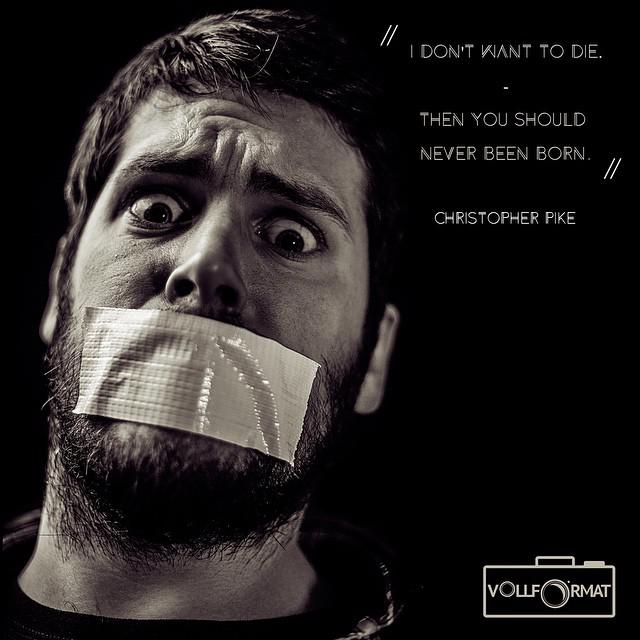 // I DON'T WANT TO DIE.
-
THEN YOU SHOULD
NEVER BEEN BORN. //
CHRISTOPHER PIKE
VOLLFORMAT